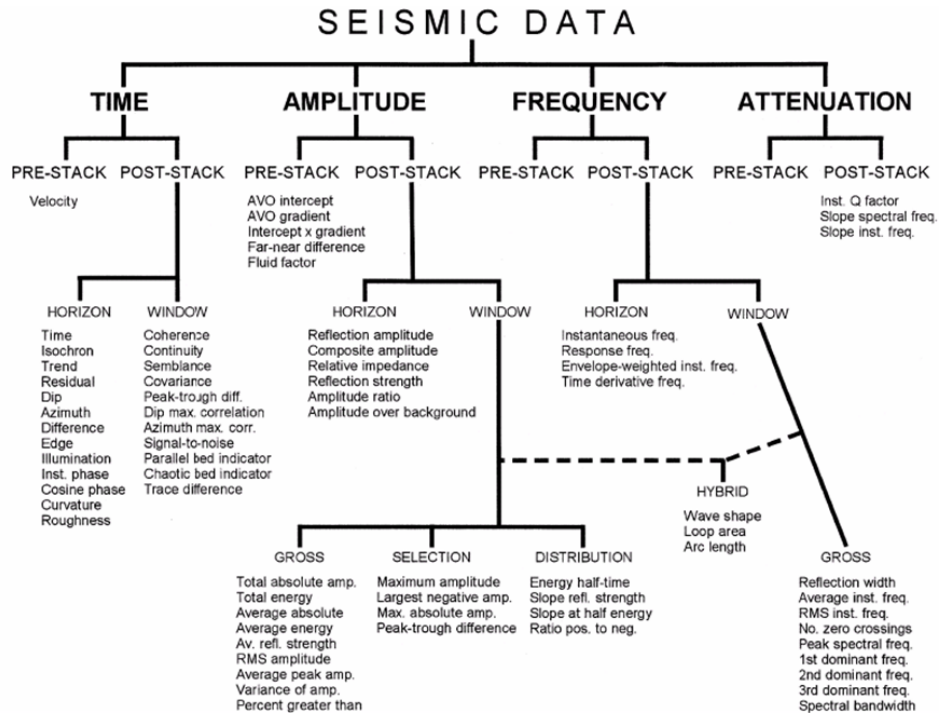 SEISMIC DATA
TIME
AMPLITUDE
FREQUENCY
ATTENUATION
PRE-STACK
POST-STACK
PRE-STACK
POST-STACK
PRE-STACK
POST-STACK
PRE-STACK
POST-STACK
Velocity
AVO intercept
AVO gradient
Intercept x gradient
Far-near difference
Fluid factor
Inst. Q factor
Slope spectral freq.
Slope inst. freq.
HORIZON
Time
Isochron
Trend
Residual
Dip
Azimuth
Difference
Edge
Illumination
Inst. phase
Cosine phase
Curvature
Roughness
WINDOW
Coherence
Continuity
Semblance
Covariance
Peak-trough diff.
Dip max. correlation
Azimuth max. corr.
Signal-to-noise
Parallel bed indicator
Chaotic bed indicator
Trace difference
HORIZON
Reflection amplitude
Composite amplitude
Relative impedance
Reflection strength
Amplitude ratio
Amplitude over background
WINDOW
HORIZON
Instantaneous freq.
Response freq.
Envelope-weighted inst. freq.
Time derivative freq.
WINDOW
HYBRID
Wave shape
Loop area
Arc length
GROSS
Total absolute amp.
Total energy
Average absolute
Average energy
Av. refl. strength
RMS amplitude
Average peak amp.
Variance of amp.
Percent greater than
SELECTION
Maximum amplitude
Largest negative amp.
Max. absolute amp.
Peak-trough difference
DISTRIBUTION
Energy half-time
Slope refl. strength
Slope at half energy
Ratio pos. to neg.
GROSS
Reflection width
Average inst. freq.
RMS inst. freq.
No. zero crossings
Peak spectral freq.
1st dominant freq.
2nd dominant freq.
3rd dominant freq.
Spectral bandwidth